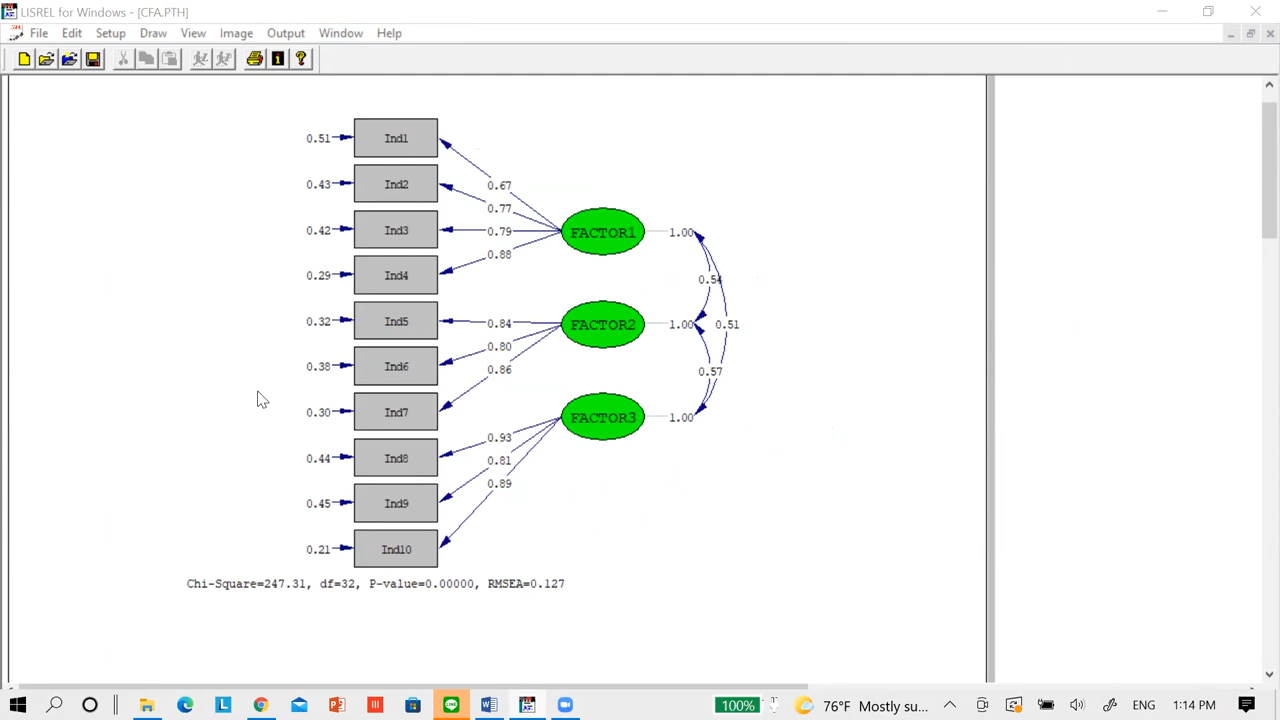 LISREL for Windows - [CFA.PTH]
File Edit Setup Draw View Image Output Window Help
0.51 Ind1
0.67
0.43 Ind2
0.77
0.42 Ind3 0.79 FACTOR1 1.00
0.88
0.29 Ind4 0.54
0.32 Ind5 0.84 FACTOR2 1.00 0.51
0.80
0.38 Ind6 0.86 0.57
0.30 Ind7 FACTOR3 1.00
0.93
0.44 Ind8 0.81
0.89
0.45 Ind9
0.21 Ind10
Chi-Square=247.31, df=32, P-value=0.00000, RMSEA=0.127
100% 76°F Mostly su... ENG 1:14 PM